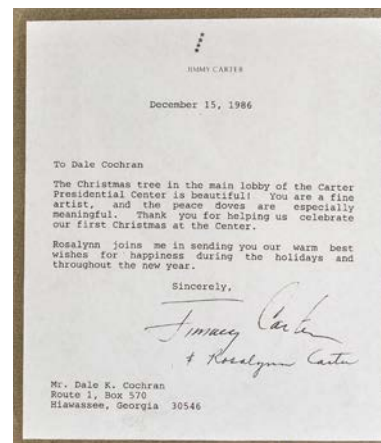 JIMMY CARTER
December 15, 1986
To Dale Cochran
The Christmas tree in the main lobby of the Carter
Presidential Center is beautiful! You are a fine
artist, and the peace doves are especially
meaningful. Thank you for helping us celebrate
our first Christmas at the Center.
Rosalynn joins me in sending you our warm best
wishes for happiness during the holidays and
throughout the new year.
Sincerely,
Jimmy Carter
& Rosalynn Carter
Mr. Dale K. Cochran
Route 1, Box 570
Hiawassee, Georgia 30546